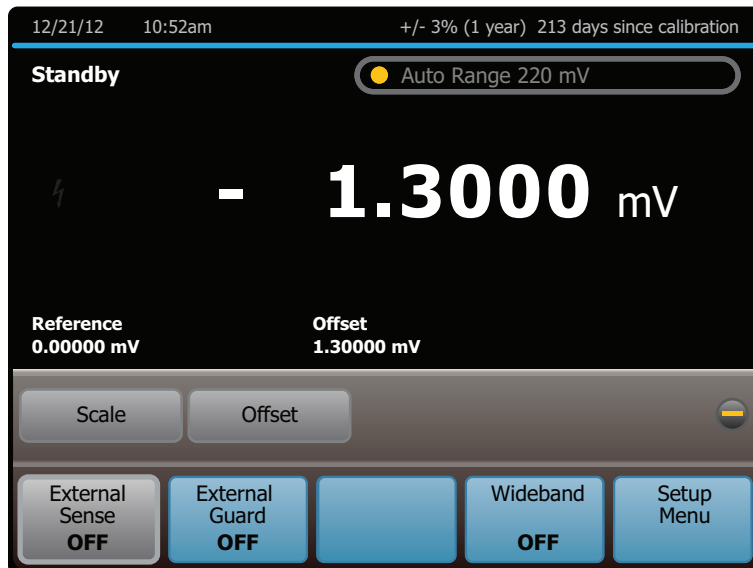 12/21/12 10:52am +/- 3% (1 year) 213 days since calibration
Standby Auto Range 220 mV
- 1.3000 mV
Reference Offset
0.00000 mV 1.30000 mV
Scale Offset
External External Wideband Setup
Sense Guard Menu
OFF OFF OFF